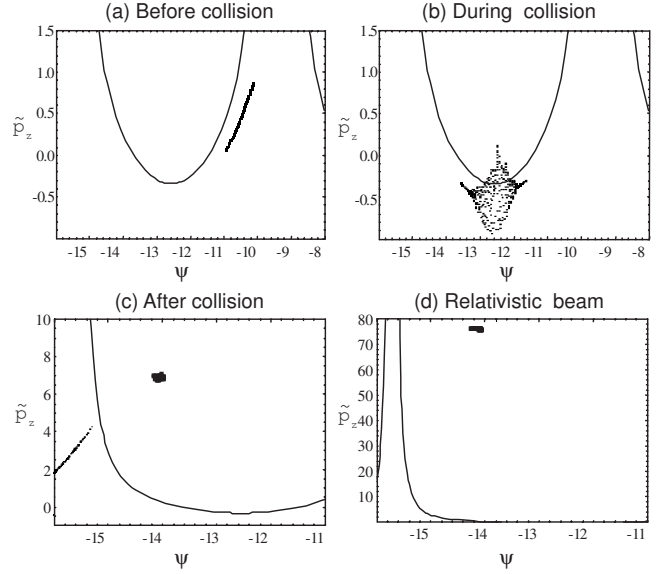 (a) Before collision
(b) During collision
1.5
1.0
0.5
0.0
-0.5
p̃z
-15 -14 -13 -12 -11 -10 -9 -8
ψ
1.5
1.0
0.5
0.0
-0.5
p̃z
-15 -14 -13 -12 -11 -10 -9 -8
ψ
(c) After collision
(d) Relativistic beam
10
8
6
4
2
0
p̃z
-15 -14 -13 -12 -11
ψ
80
70
60
50
40
30
20
10
p̃z
-15 -14 -13 -12 -11
ψ